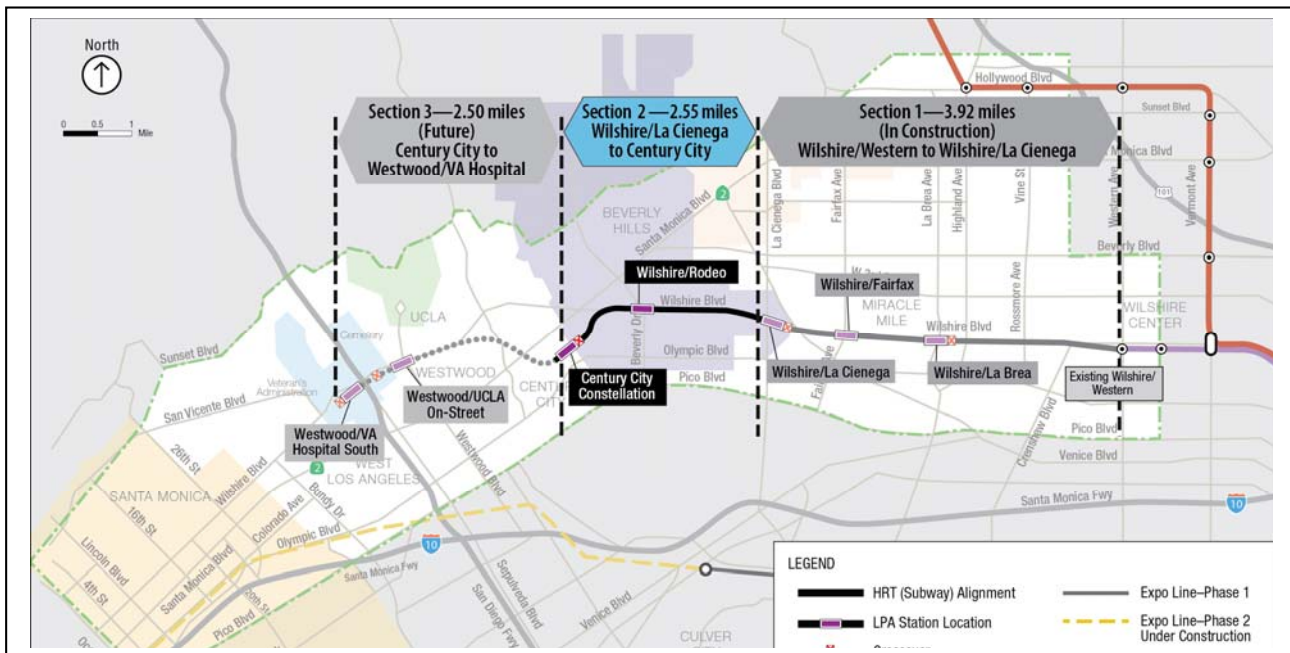 North
0
0.5
1
Mile
Section 3—2.50 miles
(Future)
Century City to
Westwood/VA Hospital
Section 2—2.55 miles
Wilshire/La Cienega
to Century City
Section 1—3.92 miles
(In Construction)
Wilshire/Western to Wilshire/La Cienega
Hollywood Blvd
Sunset Blvd
Monica Blvd
101
Western Ave
Vermont Ave
Beverly Blvd
La Cienega Blvd
Fairfax Ave
La Brea Ave
Highland Ave
Vine St
Rossmore Ave
2
Santa Monica Blvd
BEVERLY
HILLS
Wilshire/Rodeo
Wilshire Blvd
Beverly Dr
Olympic Blvd
Pico Blvd
Wilshire/Fairfax
MIRACLE
MILE
Wilshire Blvd
WILSHIRE
CENTER
Wilshire/La Cienega
Wilshire/La Brea
Existing Wilshire/
Western
Crenshaw Blvd
Pico Blvd
Venice Blvd
UCLA
Cemetery
Sunset Blvd
Veteran's
Administration
WESTWOOD
Westwood/UCLA
On-Street
Century City
Constellation
San Vicente Blvd
Westwood/VA
Hospital South
2
WEST
LOS ANGELES
Westwood Blvd
26th St
SANTA MONICA
Wilshire Blvd
Bundy Dr
16th St
Colorado Ave
Olympic Blvd
Lincoln Blvd
Santa Monica Blvd
4th St
20th St
Pico Blvd
10
Santa Monica Fwy
Santa Monica Fwy
10
San Diego Fwy
Sepulveda Blvd
Venice Blvd
CULVER
LEGEND
HRT (Subway) Alignment
Expo Line–Phase 1
LPA Station Location
Expo Line–Phase 2
Under Construction